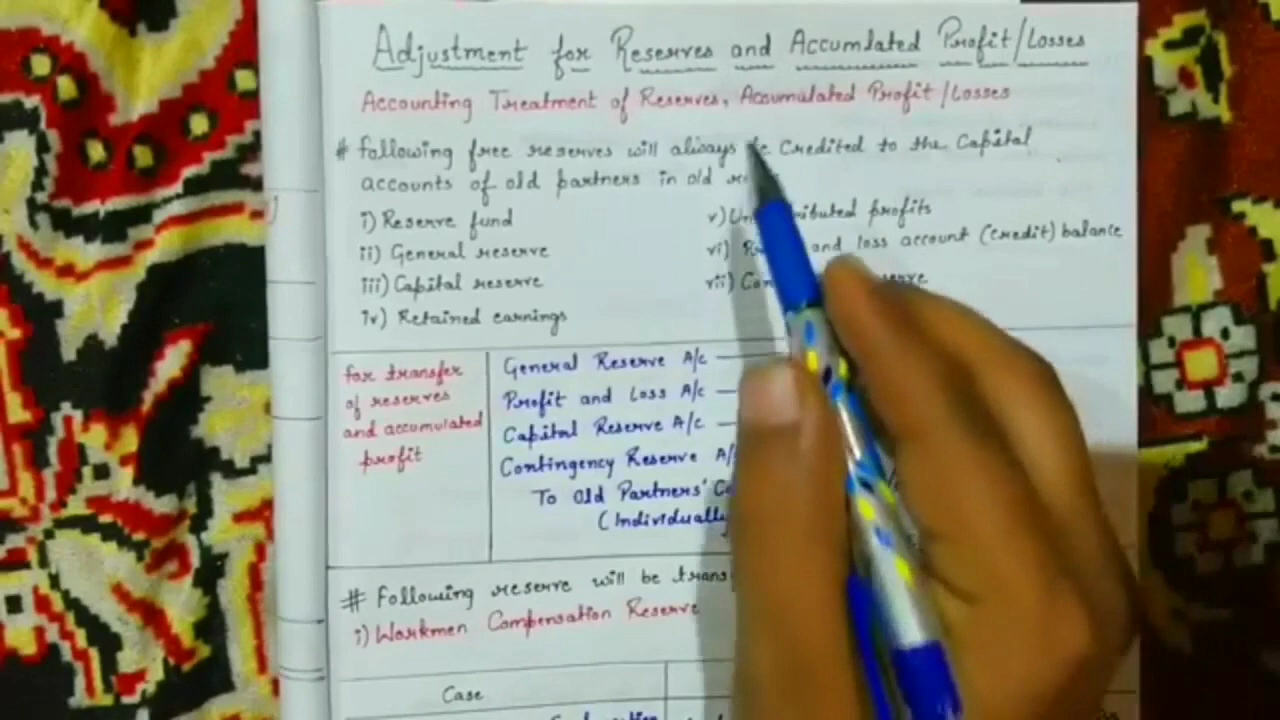 Adjustment for Reserves and Accumlated Profit/Losses
Accounting Treatment of Reserves, Accumulated Profit/Losses
# Following free reserves will always be Credited to the Capital
accounts of old partners in old
i) Reserve fund
ii) General reserve
iii) Capital reserve
iv) Retained earnings
v) profits
vi) and loss account (credit) balance
vii)
for transfer
of reserves
and accumulated
profit
General Reserve A/c
Profit and Loss A/c
Capital Reserve A/c
Contingency Reserve A/
To Old Partners'
(Individually
# Following reserve will be
i) Workmen Compensation Reserve
Case